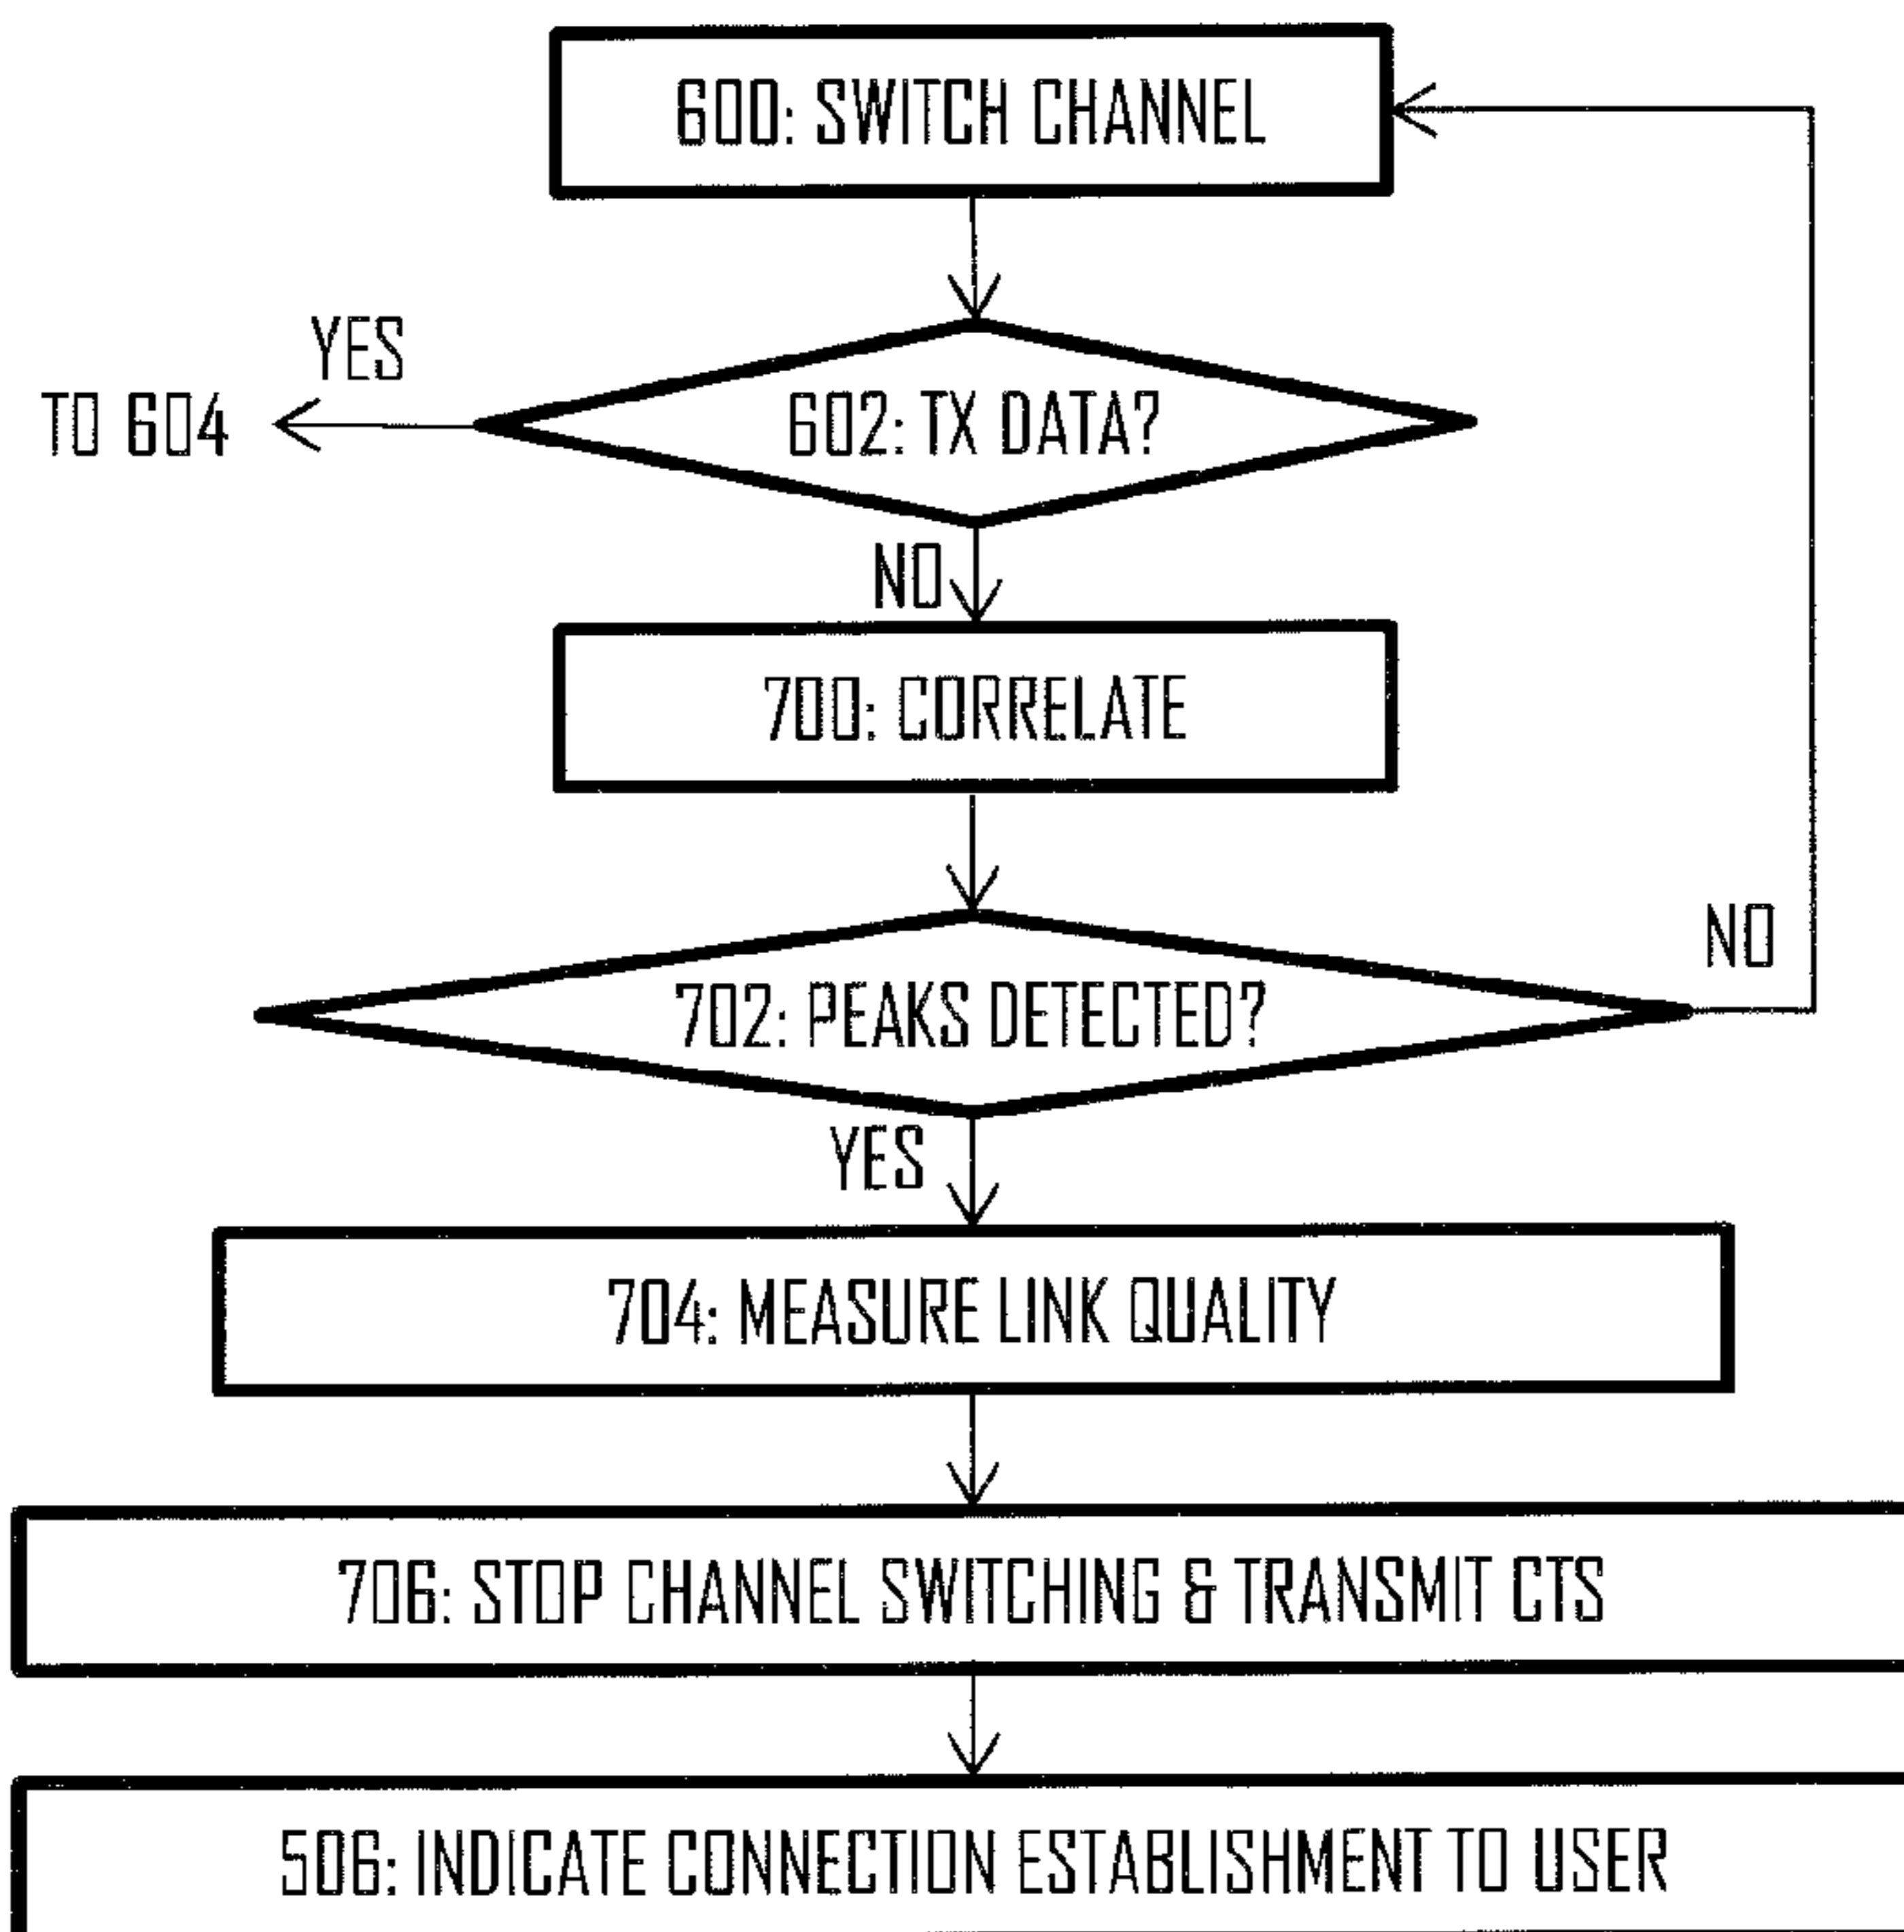 600: SWITCH CHANNEL
YES
TO 604
602: TX DATA?
NO
700: CORRELATE
NO
702: PEAKS DETECTED?
YES
704: MEASURE LINK QUALITY
706: STOP CHANNEL SWITCHING & TRANSMIT CTS
506: INDICATE CONNECTION ESTABLISHMENT TO USER